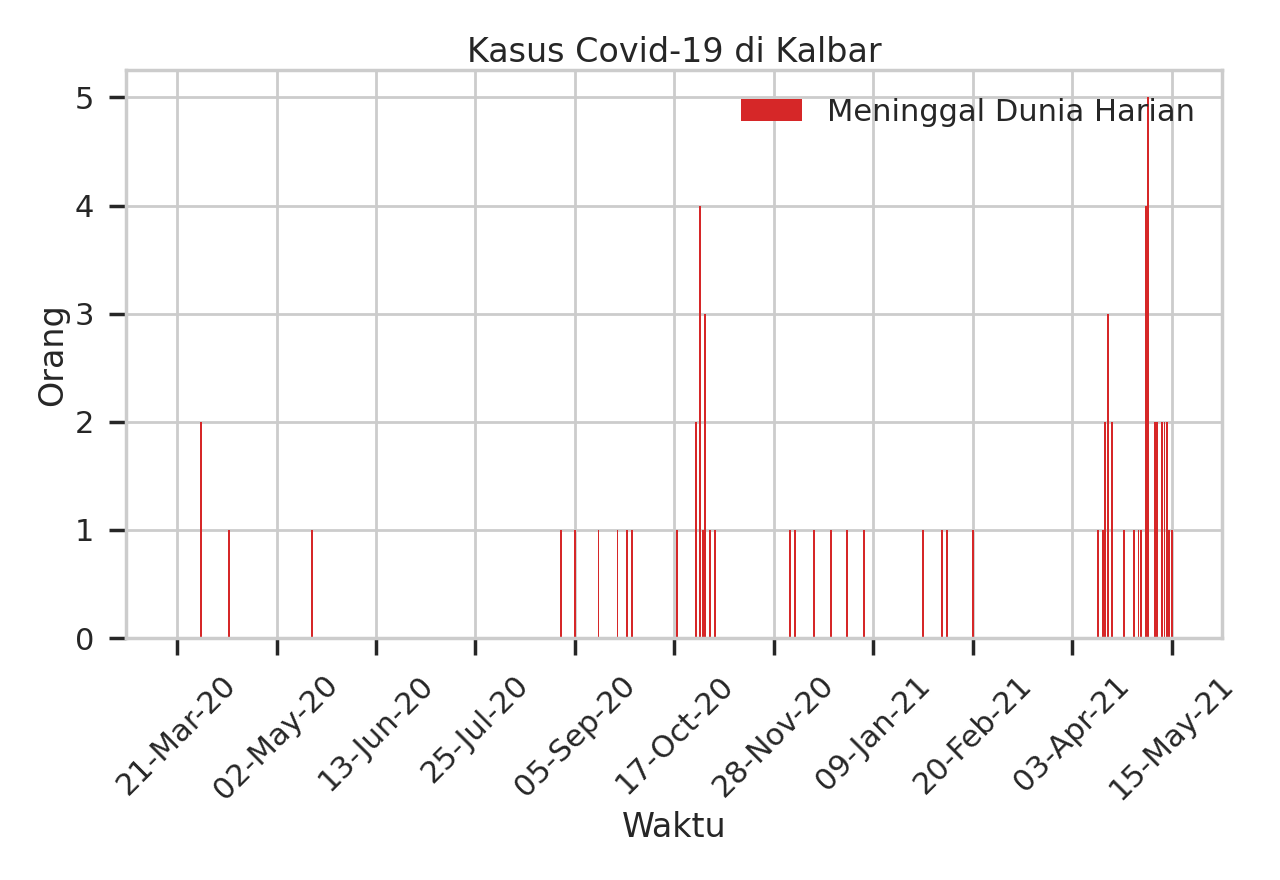 Kasus Covid-19 di Kalbar
Meninggal Dunia Harian
Orang
5
4
3
2
1
0
21-Mar-20
02-May-20
13-Jun-20
25-Jul-20
05-Sep-20
17-Oct-20
28-Nov-20
09-Jan-21
20-Feb-21
03-Apr-21
15-May-21
Waktu